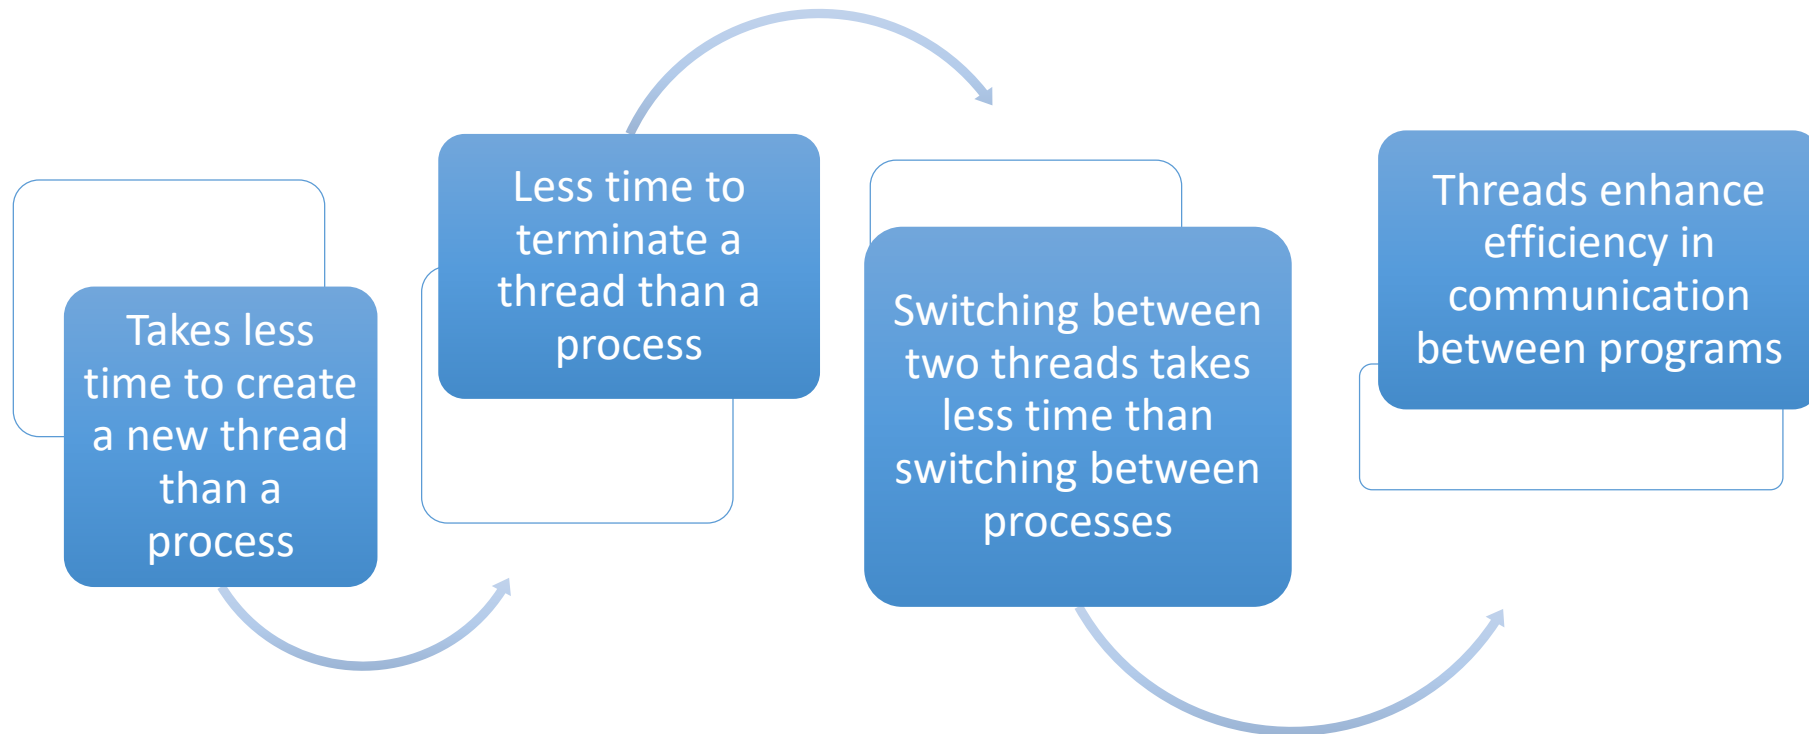 Takes less
time to create
a new thread
than a
process
Less time to
terminate a
thread than a
process
Switching between
two threads takes
less time than
switching between
processes
Threads enhance
efficiency in
communication
between programs